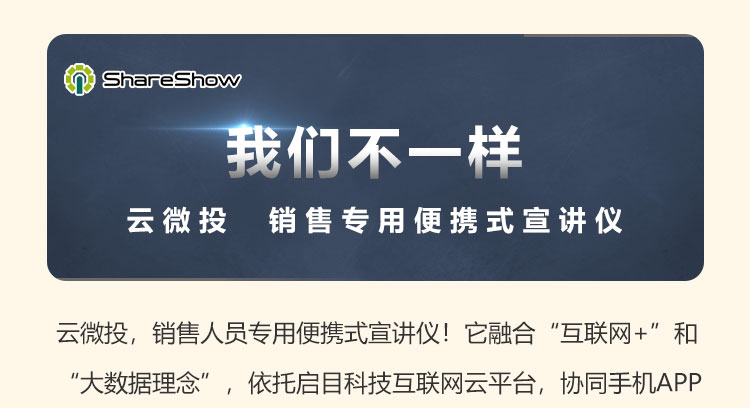 ShareShow
我们不一样
云微投 销售专用便携式宣讲仪
云微投，销售人员专用便携式宣讲仪！它融合“互联网+”和
“大数据理念”，依托启目科技互联网云平台，协同手机APP